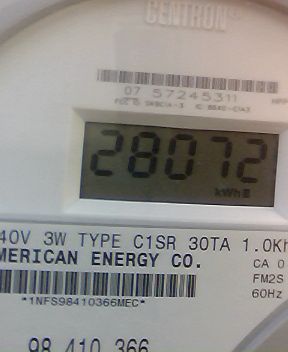 CENTRON®
07 57245311
28072
kWh
40V 3W TYPE C1SR 30TA 1.0Kh
MERICAN ENERGY CO.
CA 0
FM2S
*1NFS98410366MEC*
60Hz
98 410 366